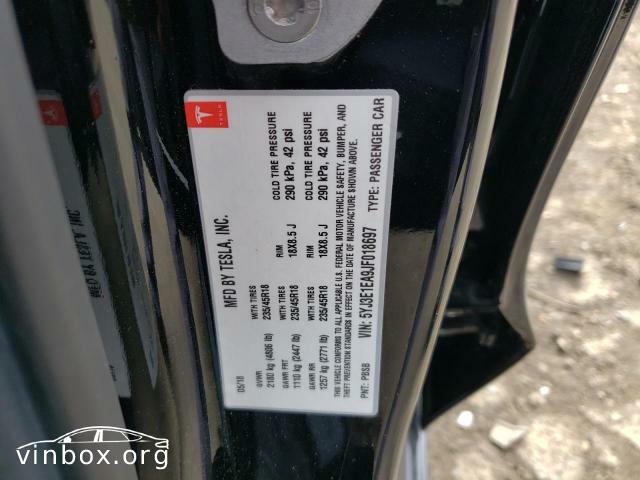 TESLA
05/18
MFD BY TESLA, INC.
GVWR WITH TIRES RIM COLD TIRE PRESSURE
2180 kg (4806 lb) 235/45R18 18X8.5 J 290 kPa, 42 psi
GAWR FRT WITH TIRES RIM COLD TIRE PRESSURE
1110 kg (2447 lb) 235/45R18 18X8.5 J 290 kPa, 42 psi
GAWR RR
1257 kg (2771 lb) 235/45R18
THIS VEHICLE CONFORMS TO ALL APPLICABLE U.S. FEDERAL MOTOR VEHICLE SAFETY, BUMPER, AND
THEFT PREVENTION STANDARDS IN EFFECT ON THE DATE OF MANUFACTURE SHOWN ABOVE.
VIN: 5YJ3E1EA9JF018697 TYPE: PASSENGER CAR
PNT: PBSB
vinbox.org